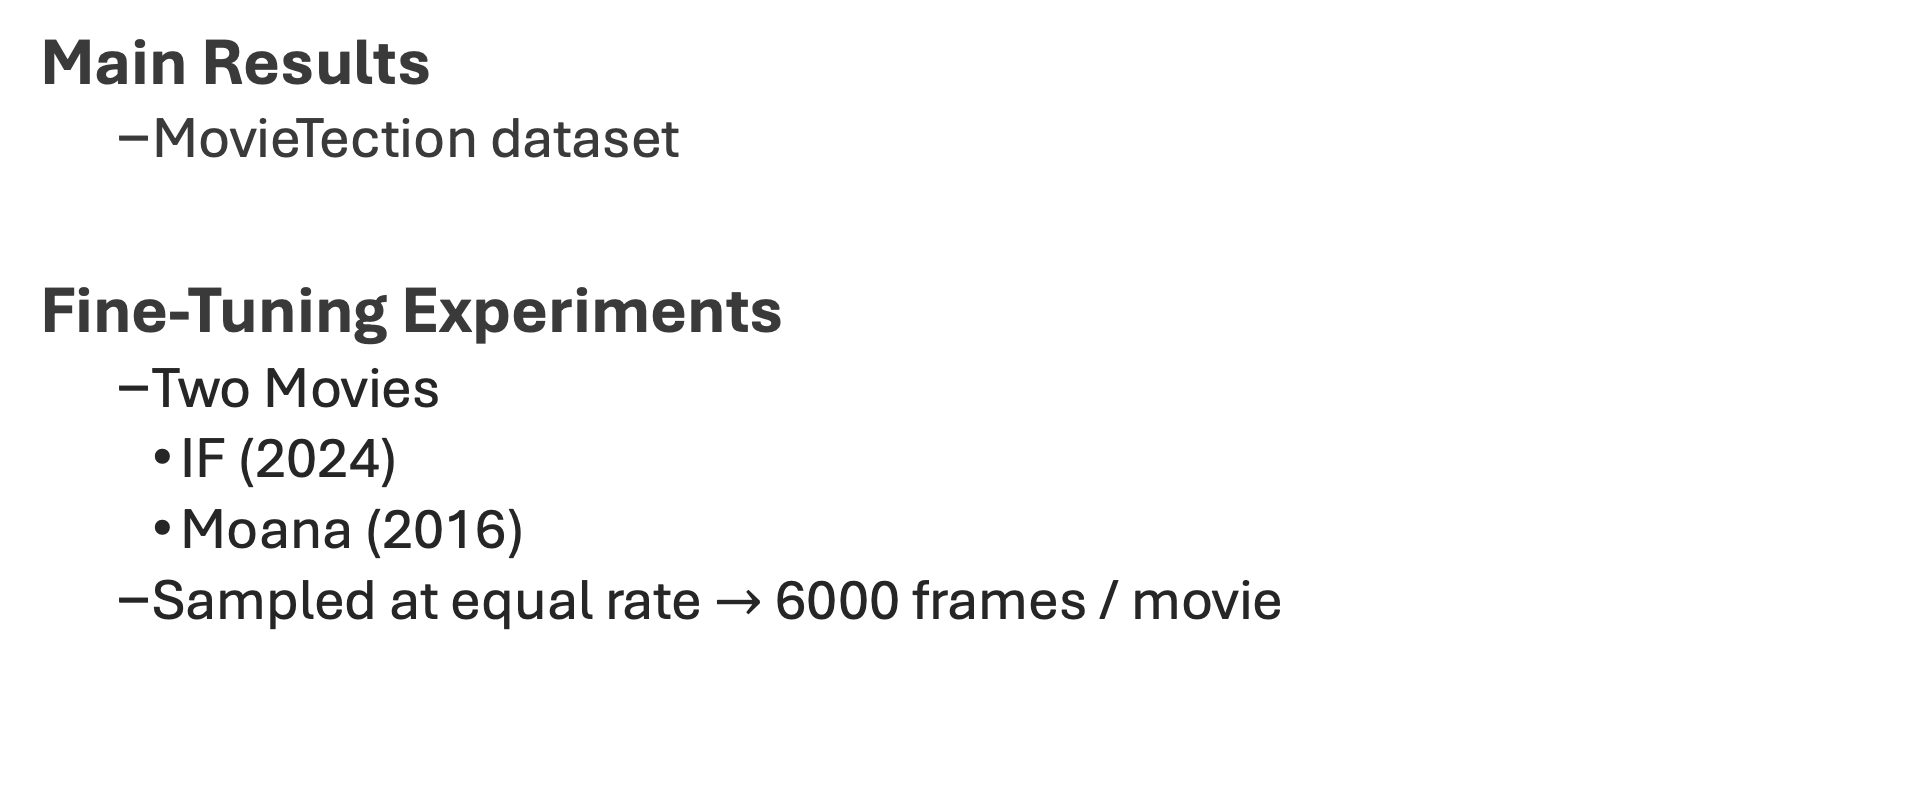 Main Results
–MovieTection dataset
Fine-Tuning Experiments
–Two Movies
•IF (2024)
•Moana (2016)
–Sampled at equal rate → 6000 frames / movie